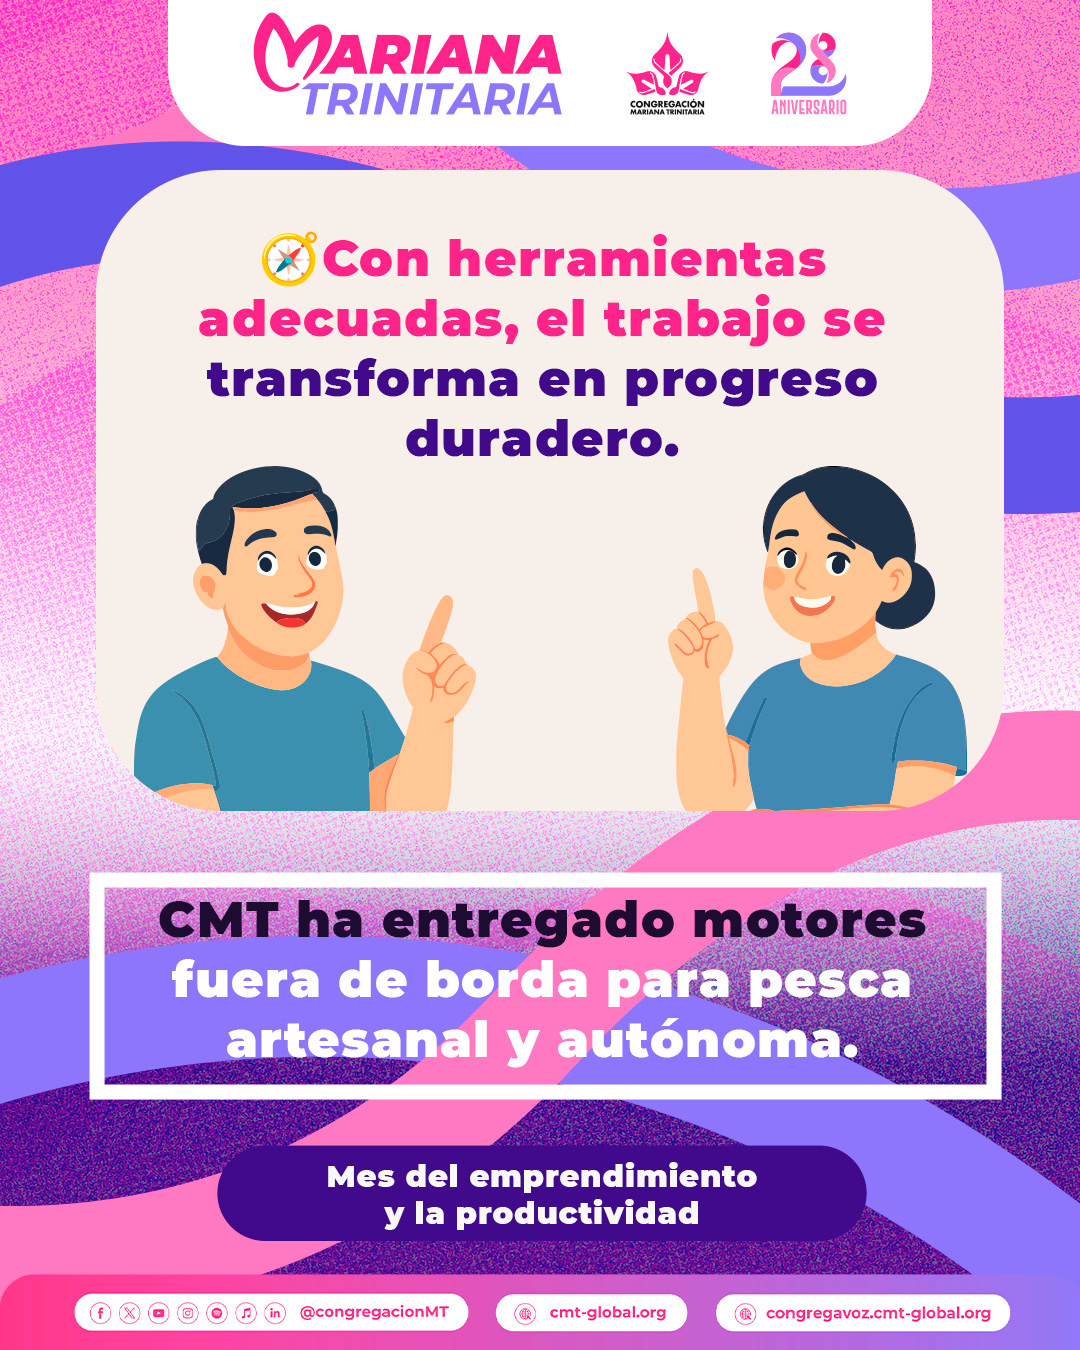 MARIANA
TRINITARIA
CONGREGACIÓN
MARIANA TRINITARIA
28
ANIVERSARIO
🧭Con herramientas
adecuadas, el trabajo se
transforma en progreso
duradero.
CMT ha entregado motores
fuera de borda para pesca
artesanal y autónoma.
Mes del emprendimiento
y la productividad
@congregacionMT
cmt-global.org
congregavoz.cmt-global.org